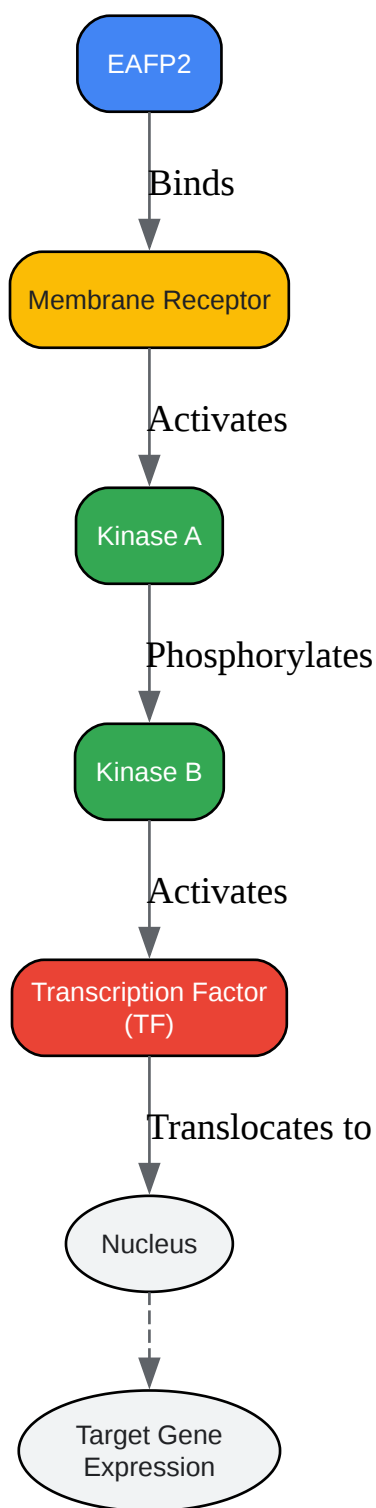 EAFP2
Binds
Membrane Receptor
Activates
Kinase A
Phosphorylates
Kinase B
Activates
Transcription Factor
(TF)
Translocates to
Nucleus
Target Gene
Expression